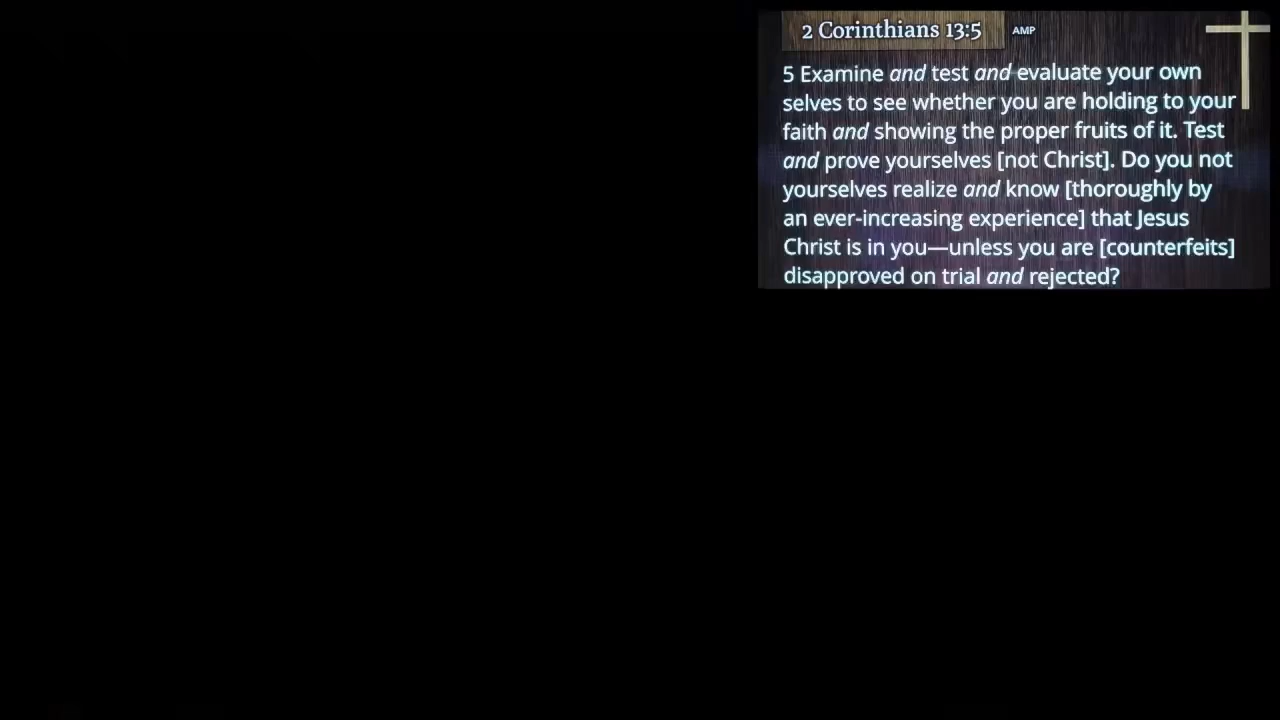 2 Corinthians 13:5 AMP
5 Examine and test and evaluate your own
selves to see whether you are holding to your
faith and showing the proper fruits of it. Test
and prove yourselves [not Christ]. Do you not
yourselves realize and know [thoroughly by
an ever-increasing experience] that Jesus
Christ is in you—unless you are [counterfeits]
disapproved on trial and rejected?